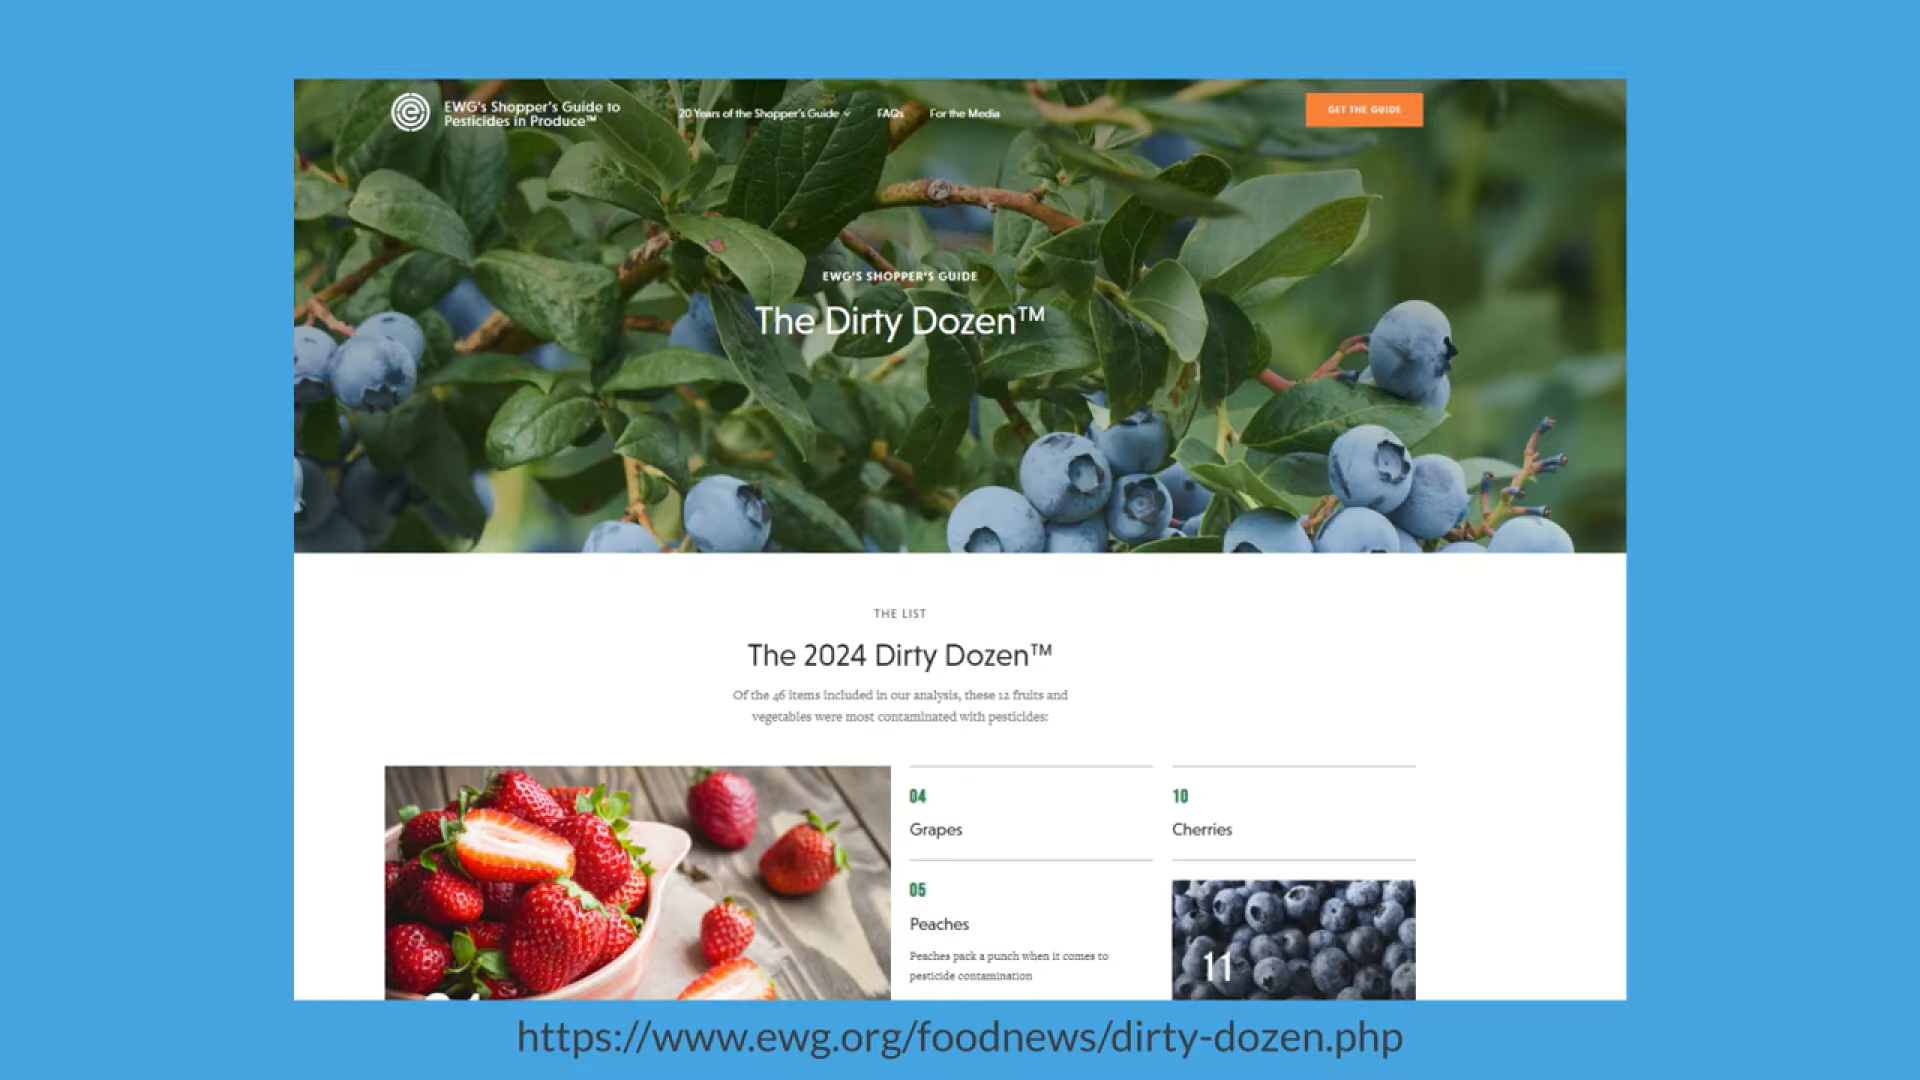 EWG's Shopper's Guide to
Pesticides in Produce™
20 Years of the Shopper's Guide
FAQs
For the Media
GET THE GUIDE
EWG'S SHOPPER'S GUIDE
The Dirty Dozen™
THE LIST
The 2024 Dirty Dozen™
Of the 46 items included in our analysis, these 12 fruits and
vegetables were most contaminated with pesticides:
04
Grapes
05
Peaches
Peaches pack a punch when it comes to
pesticide contamination
10
Cherries
11
https://www.ewg.org/foodnews/dirty-dozen.php